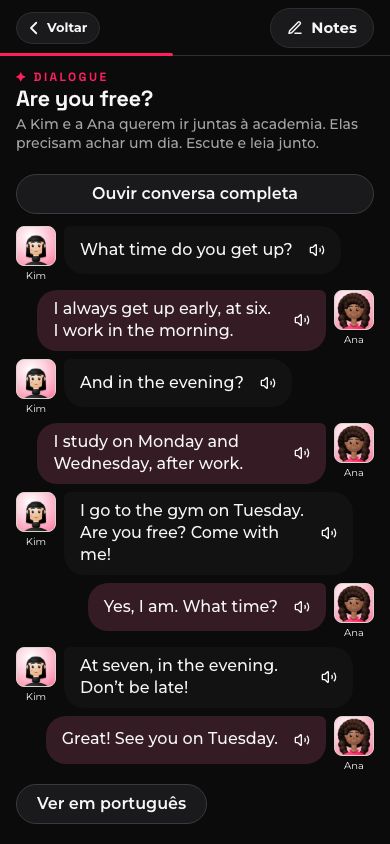 Voltar
Notes
DIALOGUE
Are you free?
A Kim e a Ana querem ir juntas à academia. Elas
precisam achar um dia. Escute e leia junto.
Ouvir conversa completa
What time do you get up?
Kim
I always get up early, at six.
I work in the morning.
Ana
And in the evening?
Kim
I study on Monday and
Wednesday, after work.
Ana
I go to the gym on Tuesday.
Are you free? Come with
me!
Kim
Yes, I am. What time?
Ana
At seven, in the evening.
Don’t be late!
Kim
Great! See you on Tuesday.
Ana
Ver em português